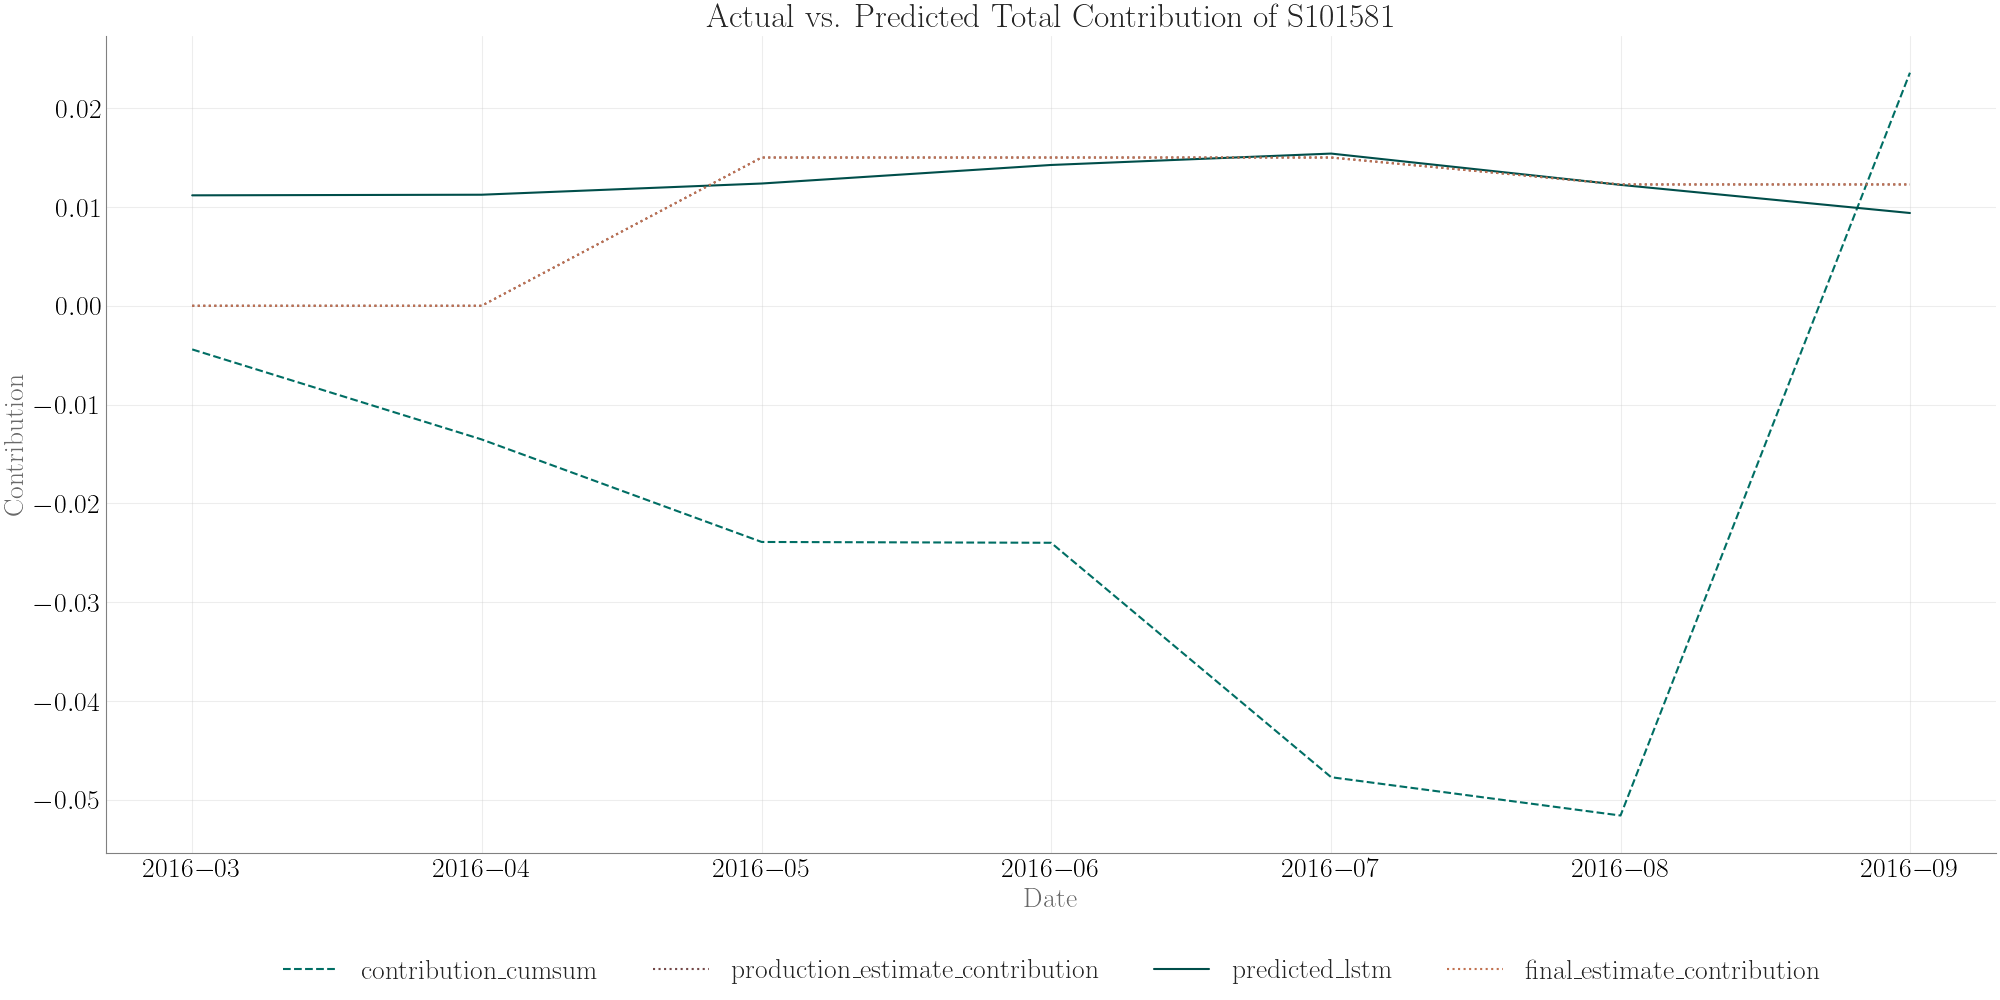 Actual vs. Predicted Total Contribution of S101581
0.02
0.01
0.00
−0.01
−0.02
−0.03
−0.04
−0.05
Contribution
2016−03 2016−04 2016−05 2016−06 2016−07 2016−08 2016−09
Date
contribution_cumsum production_estimate_contribution predicted_lstm final_estimate_contribution